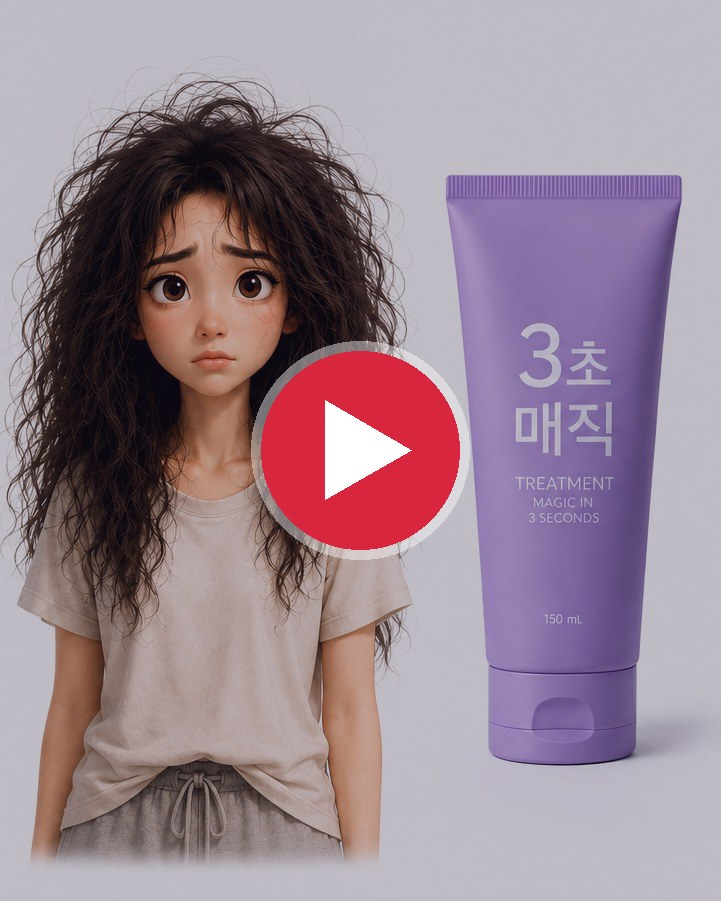 3초
매직
TREATMENT
MAGIC IN
3 SECONDS
150 mL